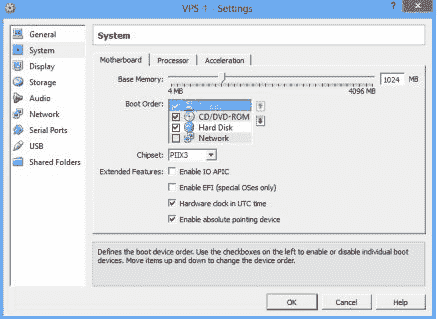 VPS 1 Settings
?
General
System
Display
Storage
Audio
Network
Serial Ports
USB
Shared Folders
System
Motherboard Processor Acceleration
Base Memory: 1024 MB
4 MB 4096 MB
Boot Order:
CD/DVD-ROM
Hard Disk
Network
Chipset: PIIX3
Extended Features: Enable IO APIC
Enable EFI (special OSes only)
Hardware clock in UTC time
Enable absolute pointing device
Defines the boot device order. Use the checkboxes on the left to enable or disable individual boot
devices. Move items up and down to change the device order.
OK Cancel Help